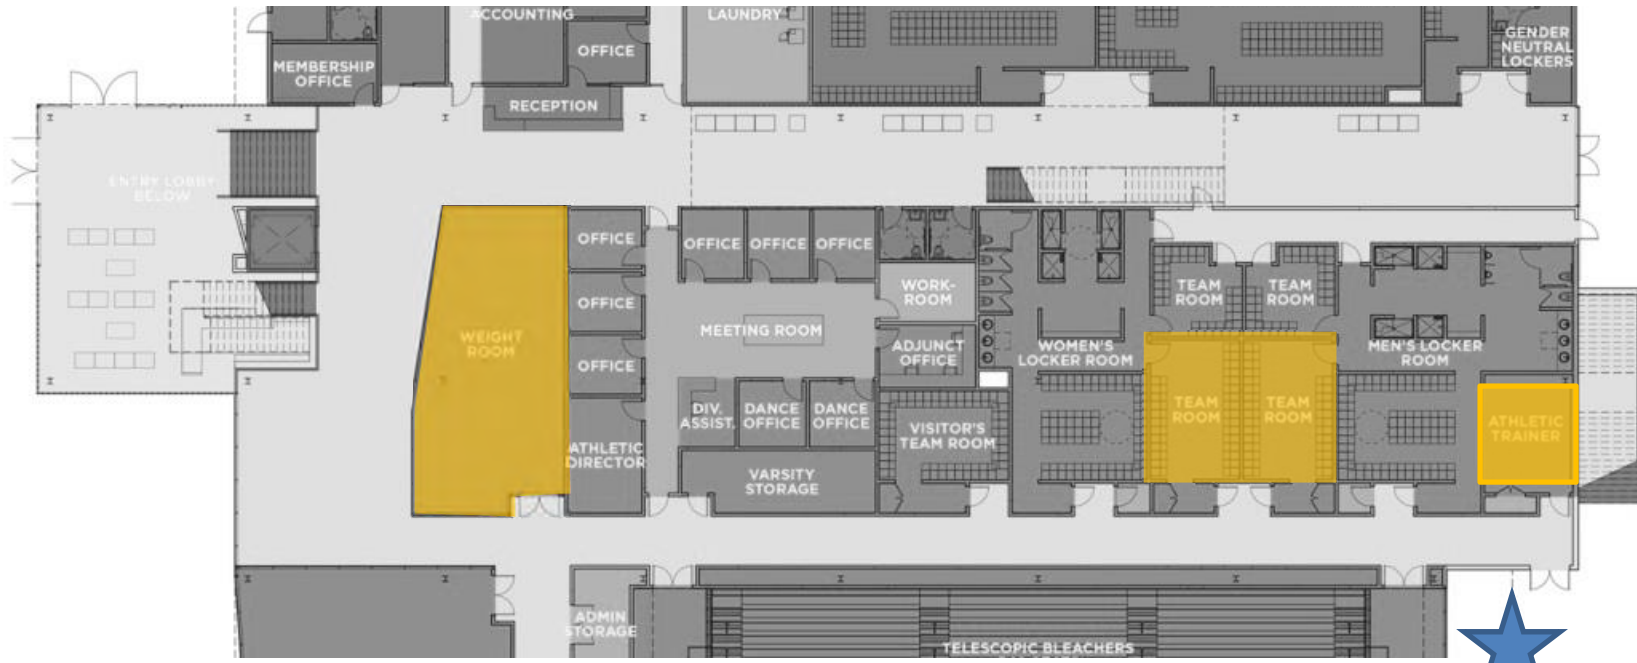 ACCOUNTING
LAUNDRY
OFFICE
GENDER
NEUTRAL
LOCKERS
MEMBERSHIP
OFFICE
RECEPTION
ENTRY LOBBY
BELOW
OFFICE
OFFICE
OFFICE
OFFICE
WORK-
ROOM
TEAM
ROOM
TEAM
ROOM
OFFICE
WEIGHT
ROOM
MEETING ROOM
ADJUNCT
OFFICE
WOMEN'S
LOCKER ROOM
MEN'S LOCKER
ROOM
OFFICE
DIV.
ASSIST.
DANCE
OFFICE
DANCE
OFFICE
TEAM
ROOM
TEAM
ROOM
ATHLETIC
TRAINER
VISITOR'S
TEAM ROOM
ATHLETIC
DIRECTOR
VARSITY
STORAGE
ADMIN
STORAGE
TELESCOPIC BLEACHERS